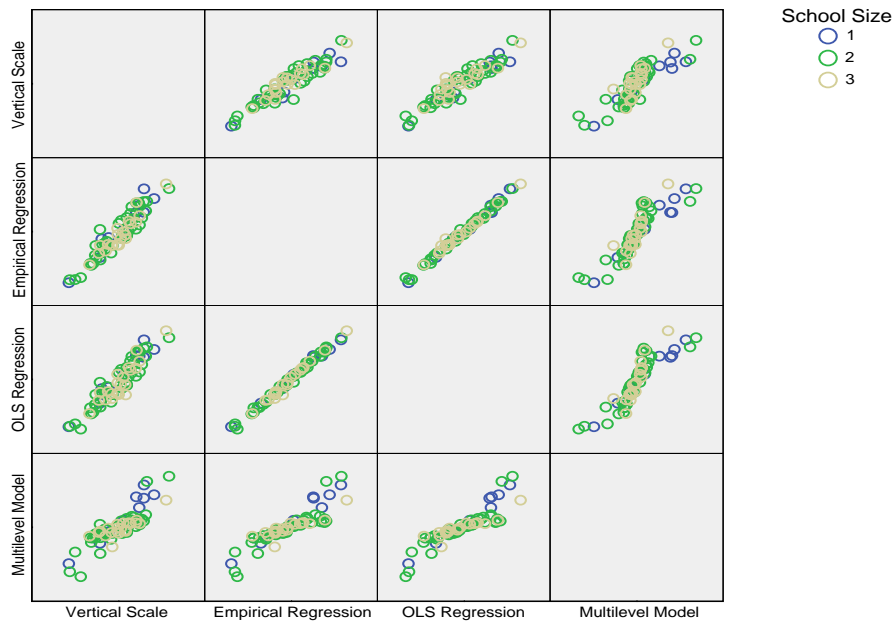 School Size
1
2
3
Vertical Scale
Empirical Regression
OLS Regression
Multilevel Model
Vertical Scale
Empirical Regression
OLS Regression
Multilevel Model